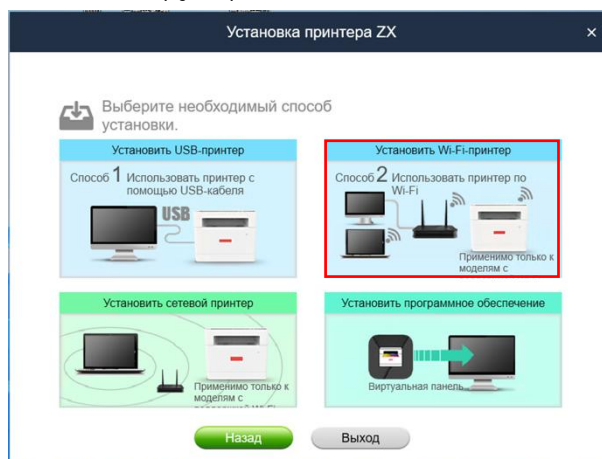 Установка принтера ZX
Выберите необходимый способ
установки.
Установить USB-принтер
Способ 1 Использовать принтер с
помощью USB-кабеля
USB
Установить Wi-Fi-принтер
Способ 2 Использовать принтер по
Wi-Fi
Применимо только к
моделям с
Установить сетевой принтер
Применимо только к
моделям с
Установить программное обеспечение
Виртуальная панель
Назад
Выход